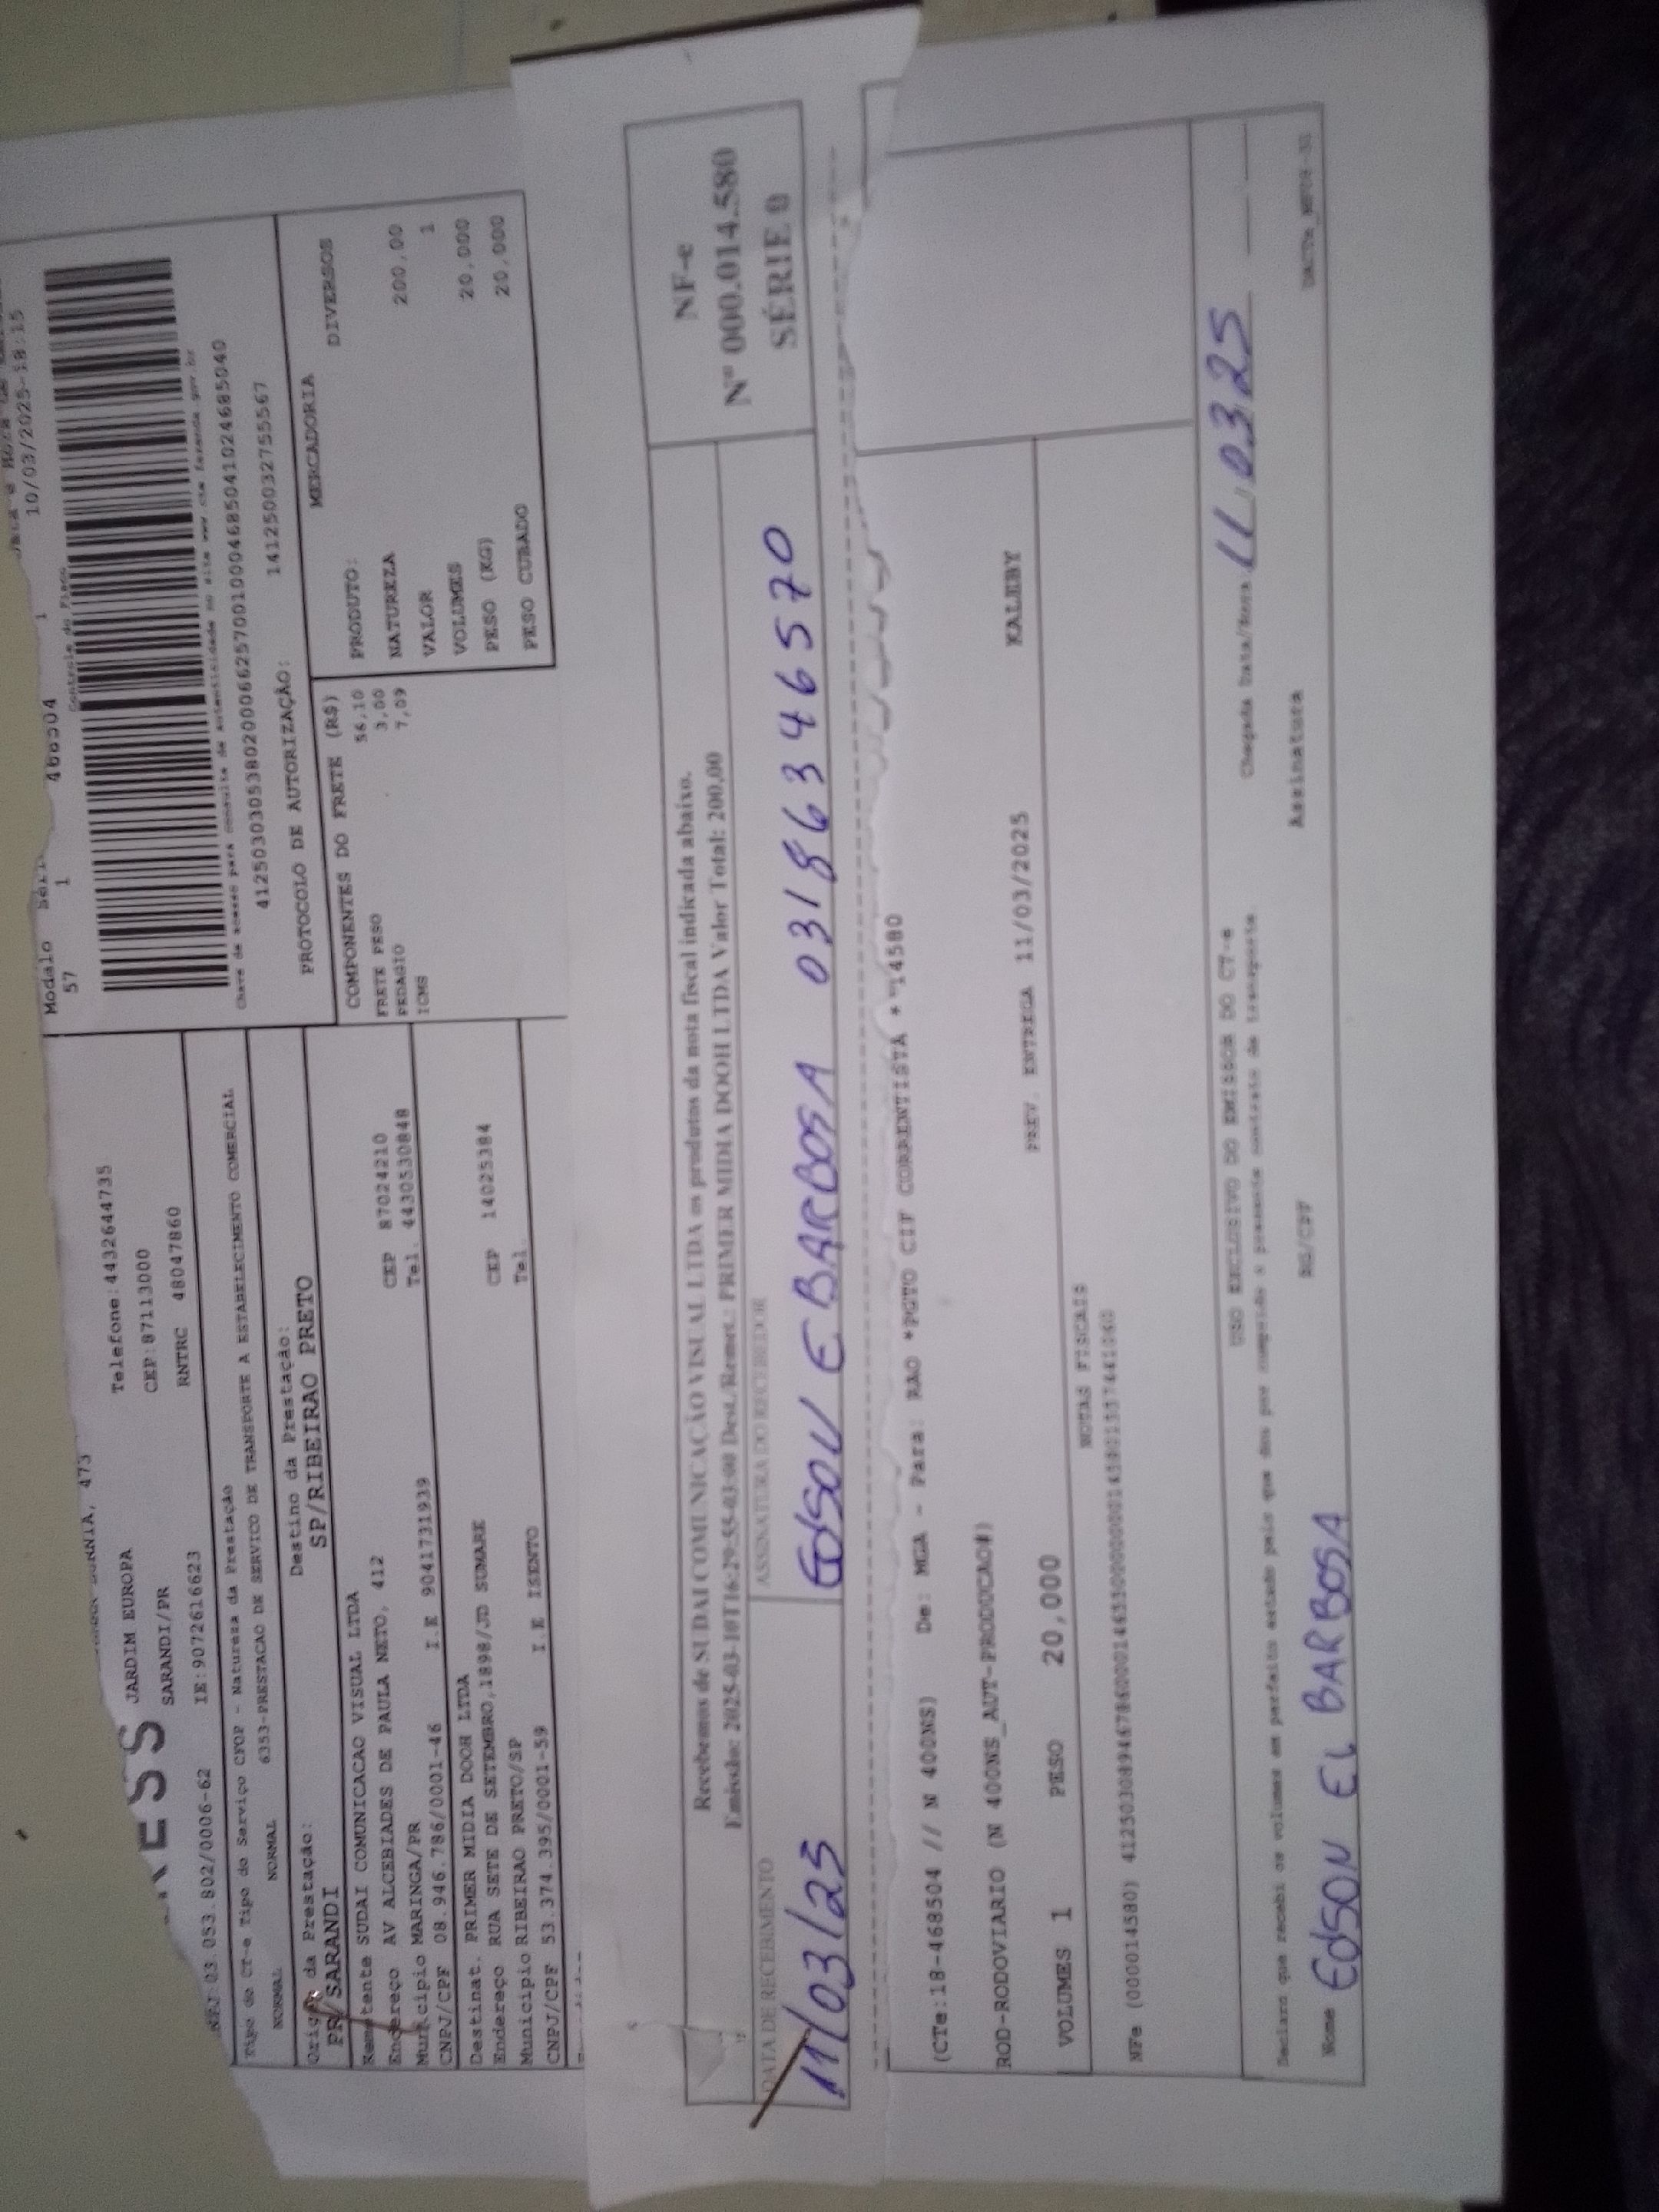 10/03/2025-18:15
Modalo
57 1 468504 1
RESS JARDIM EUROPA Telefone:4432644735
SARANDI/PR CEP:87113000
03.053.802/0006-62 IE:9072616623 RNTRC 48047860
Chave de acesso para consulta de autenticidade no site www.cte.fazenda.gov.br
41250303053802000662570010004685041024685040
PROTOCOLO DE AUTORIZAÇÃO: 141250032755567
Tipo de CT-e Tipo do Serviço CFOP - Natureza da Prestação
NORMAL NORMAL 6353-PRESTACAO DE SERVICO DE TRANSPORTE A ESTABELECIMENTO COMERCIAL
Origem da Prestação: Destino da Prestação:
PR/SARANDI SP/RIBEIRAO PRETO
Remetente SUDAI COMUNICACAO VISUAL LTDA
Endereço AV ALCEBIADES DE PAULA NETO, 412 CEP 87024210
Município MARINGA/PR Tel. 4430530848
CNPJ/CPF 08.946.786/0001-46 I.E 9041731939
Destinat. PRIMER MIDIA DOOH LTDA
Endereço RUA SETE DE SETEMBRO,1898/JD SUMARE CEP 14025384
Municipio RIBEIRAO PRETO/SP Tel.
CNPJ/CPF 53.374.395/0001-59 I.E ISENTO
COMPONENTES DO FRETE (R$)
FRETE PESO 56,10
PEDAGIO 3,00
ICMS 7,09
MERCADORIA
PRODUTO: DIVERSOS
NATUREZA
VALOR 200,00
VOLUMES 1
PESO (KG) 20,000
PESO CUBADO 20,000
Recebemos de SUDAI COMUNICAÇÃO VISUAL LTDA os produtos da nota fiscal indicada abaixo.
Emissão: 2025-03-10T16:29:55-03:00 Dest./Remet.: PRIMER MIDIA DOOH LTDA Valor Total: 200,00
DATA DE RECEBIMENTO ASSINATURA DO RECEBEDOR
11/03/25 EdSON E BARBOSA 03186346570
NF-e
Nº 000.014.580
SÉRIE 0
(CTe:18-468504 // N 400NS) De: MGA - Para: RAO *PGTO CIF CORRENTISTA * *14580
ROD-RODOVIARIO (N 400NS_AUT-PRODUCAO#) PREV. ENTREGA 11/03/2025 KALEBY
VOLUMES 1 PESO 20,000
NOTAS FISCAIS
NFe (000014580)
USO EXCLUSIVO DO EMISSOR DO CT-e
Declaro que recebi os volumes em perfeito estado pelo que dou por cumprido o presente contrato de transporte.
Chegada Data/Hora 11/03/25
Nome EdSON EL BARBOSA RG/CPF Assinatura